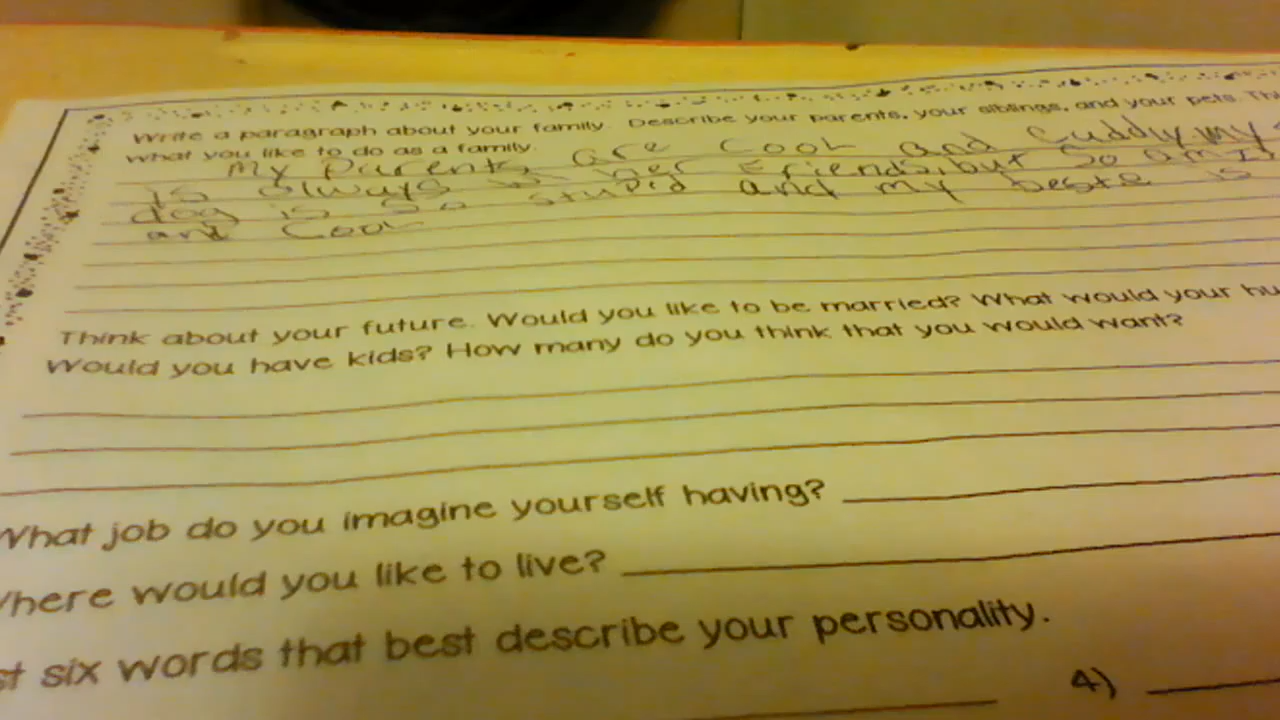 Write a paragraph about your family. Describe your parents, your siblings, and your pets. Thi
what you like to do as a family.
My Parents are cool and cuddly, my
is always her Friends, but So am I
dog is So stupid and my beste is
and cool
Think about your future. Would you like to be married? What would your hu
Would you have kids? How many do you think that you would want?
What job do you imagine yourself having?
Where would you like to live?
st six words that best describe your personality.
4)